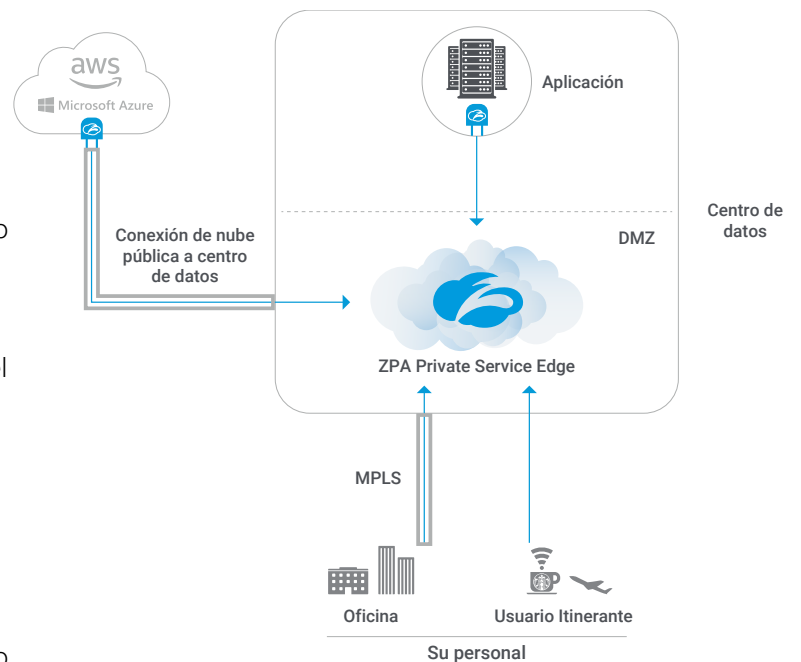 aws
Microsoft Azure
Aplicación
Centro de
datos
DMZ
Conexión de nube
pública a centro
de datos
ZPA Private Service Edge
MPLS
Oficina
Usuario Itinerante
Su personal